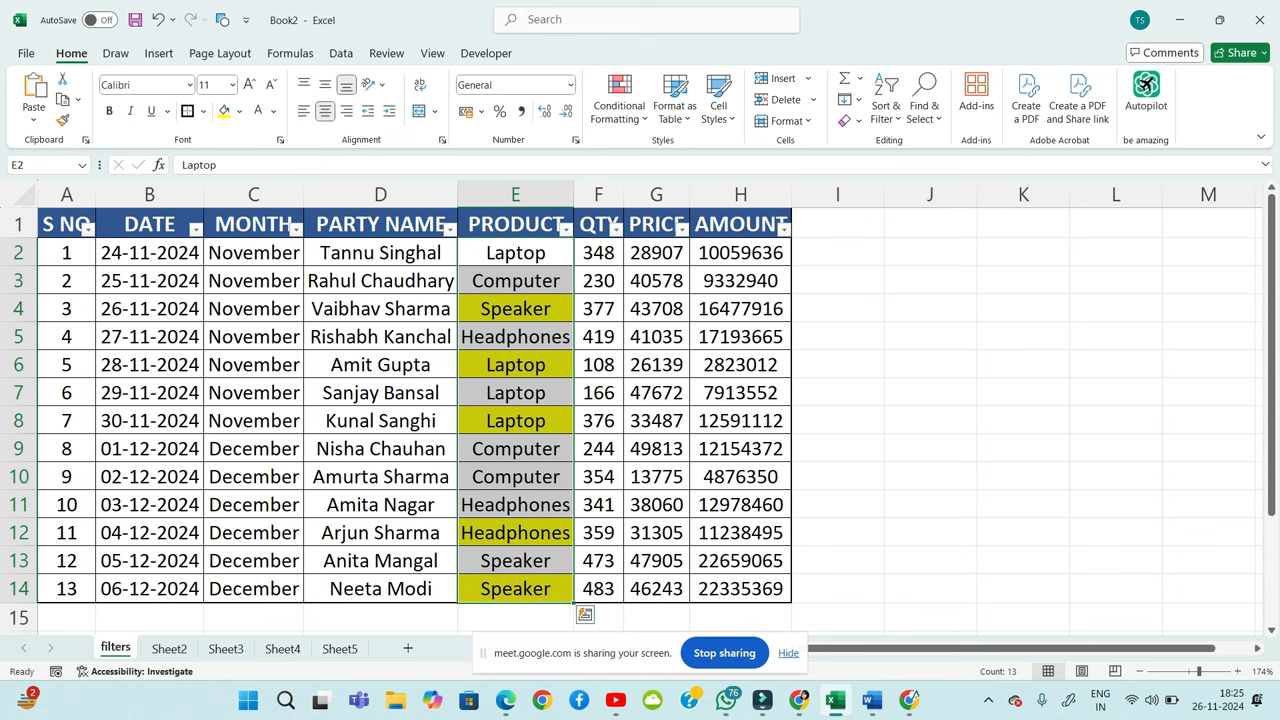 AutoSave Off Book2 - Excel Search TS
File Home Draw Insert Page Layout Formulas Data Review View Developer Comments Share
Paste Calibri 11 General Conditional Formatting Format as Table Cell Styles Insert Delete Format Sort & Filter Find & Select Add-ins Create a PDF Create a PDF and Share link Autopilot
Clipboard Font Alignment Number Styles Cells Editing Add-ins Adobe Acrobat be amazing
E2 fx Laptop
A B C D E F G H I J K L M
1 S NO DATE MONTH PARTY NAME PRODUCT QTY PRICE AMOUNT
2 1 24-11-2024 November Tannu Singhal Laptop 348 28907 10059636
3 2 25-11-2024 November Rahul Chaudhary Computer 230 40578 9332940
4 3 26-11-2024 November Vaibhav Sharma Speaker 377 43708 16477916
5 4 27-11-2024 November Rishabh Kanchal Headphones 419 41035 17193665
6 5 28-11-2024 November Amit Gupta Laptop 108 26139 2823012
7 6 29-11-2024 November Sanjay Bansal Laptop 166 47672 7913552
8 7 30-11-2024 November Kunal Sanghi Laptop 376 33487 12591112
9 8 01-12-2024 December Nisha Chauhan Computer 244 49813 12154372
10 9 02-12-2024 December Amurta Sharma Computer 354 13775 4876350
11 10 03-12-2024 December Amita Nagar Headphones 341 38060 12978460
12 11 04-12-2024 December Arjun Sharma Headphones 359 31305 11238495
13 12 05-12-2024 December Anita Mangal Speaker 473 47905 22659065
14 13 06-12-2024 December Neeta Modi Speaker 483 46243 22335369
15
filters Sheet2 Sheet3 Sheet4 Sheet5
meet.google.com is sharing your screen. Stop sharing Hide
Ready Accessibility: Investigate Count: 13 174%
2 76 ENG IN 18:25 26-11-2024